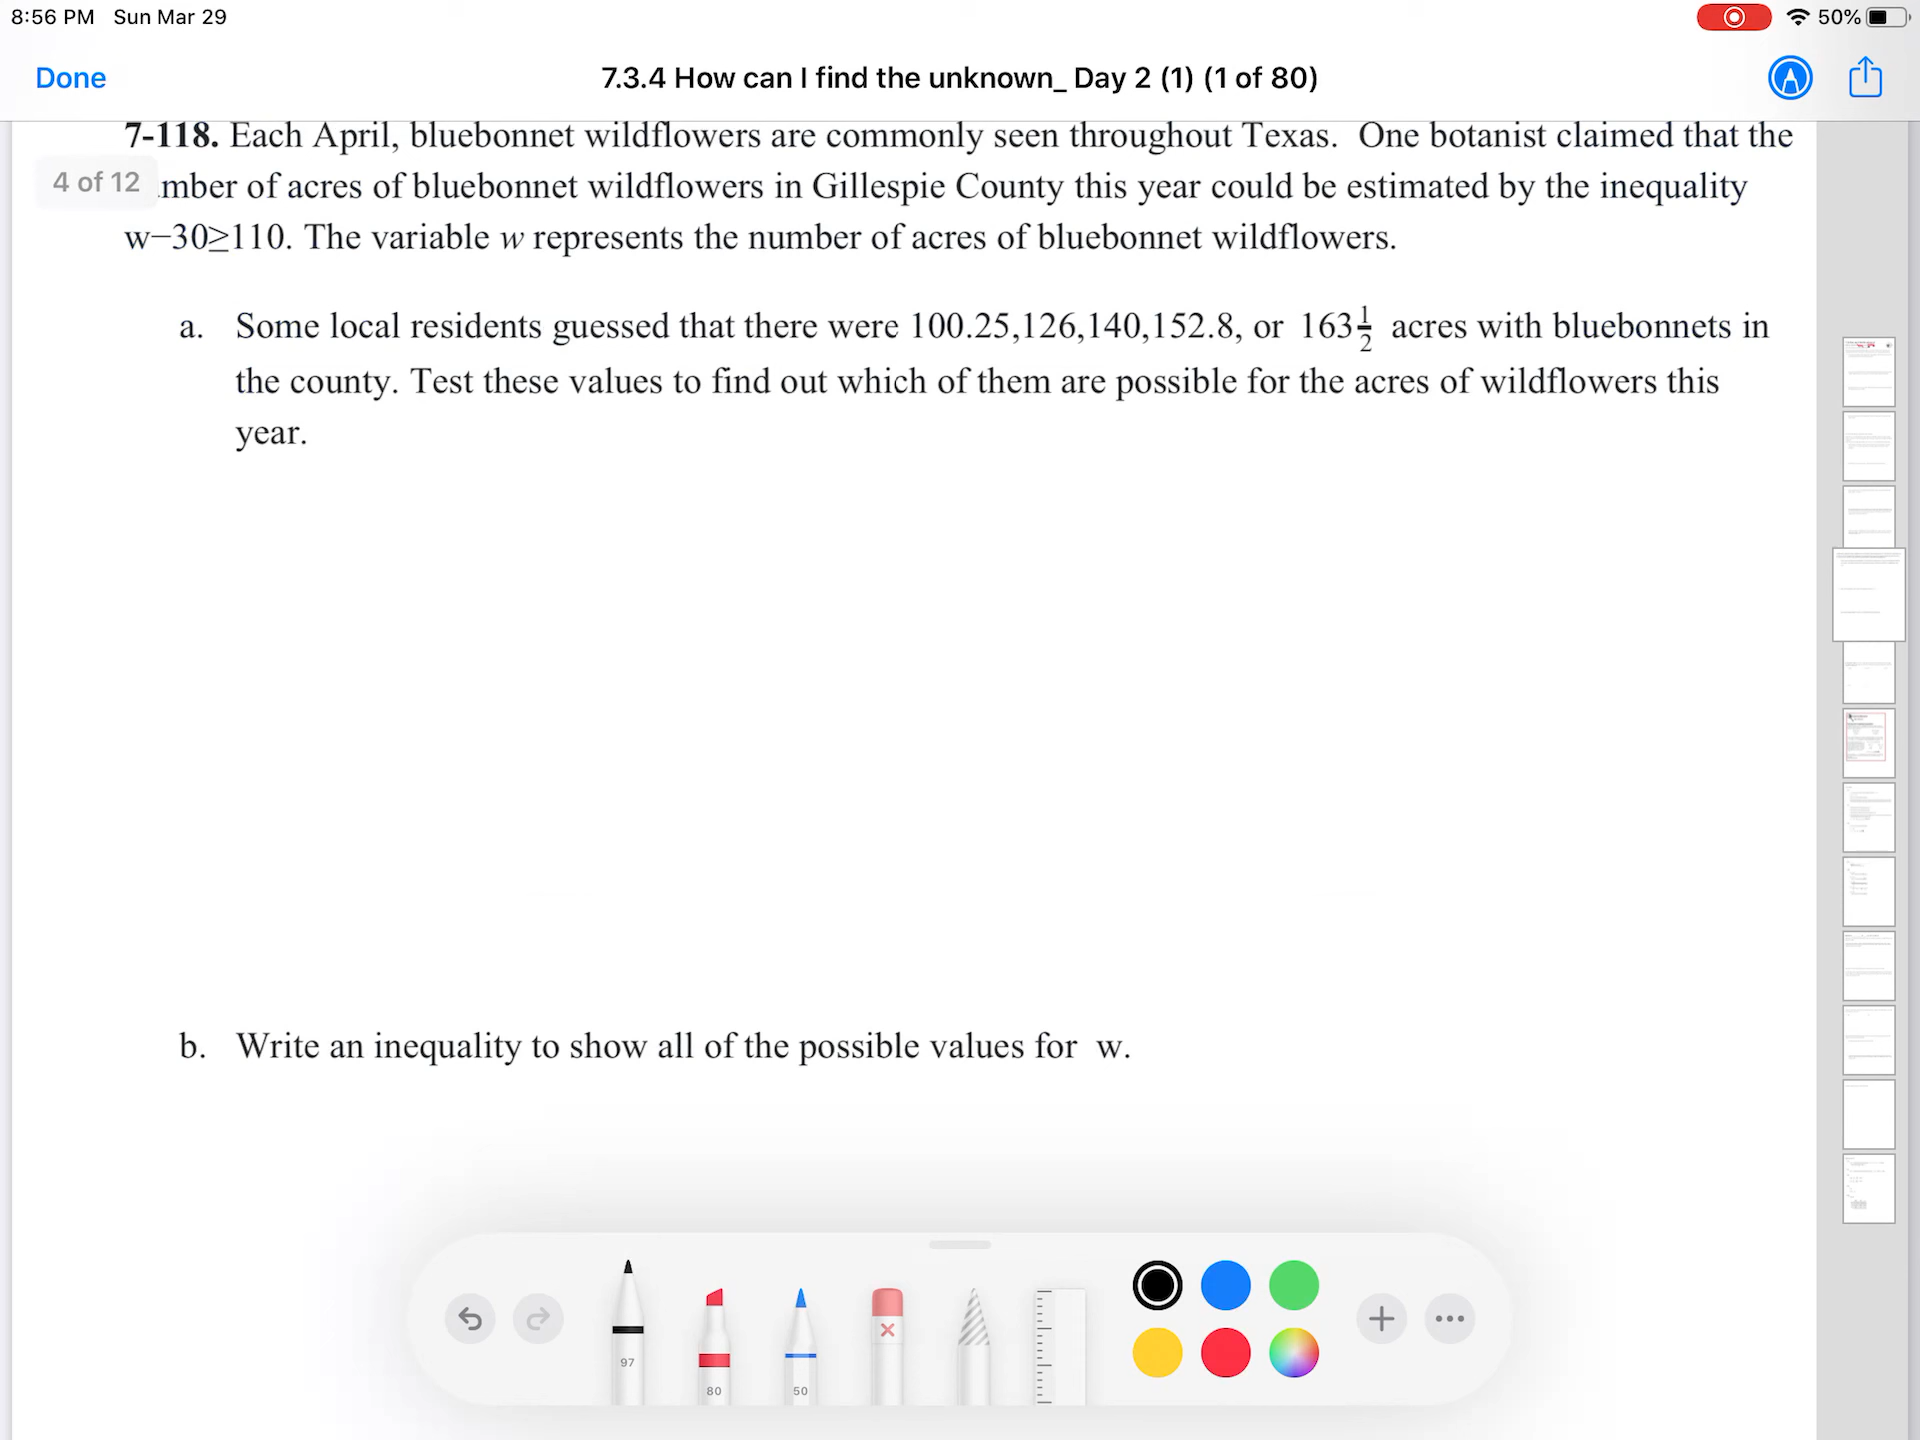 8:56 PM Sun Mar 29
50%
Done
7.3.4 How can I find the unknown_ Day 2 (1) (1 of 80)
7-118. Each April, bluebonnet wildflowers are commonly seen throughout Texas. One botanist claimed that the
4 of 12
mber of acres of bluebonnet wildflowers in Gillespie County this year could be estimated by the inequality
w−30≥110. The variable w represents the number of acres of bluebonnet wildflowers.
a. Some local residents guessed that there were 100.25,126,140,152.8, or 163½ acres with bluebonnets in
the county. Test these values to find out which of them are possible for the acres of wildflowers this
year.
b. Write an inequality to show all of the possible values for w.
97
80
50